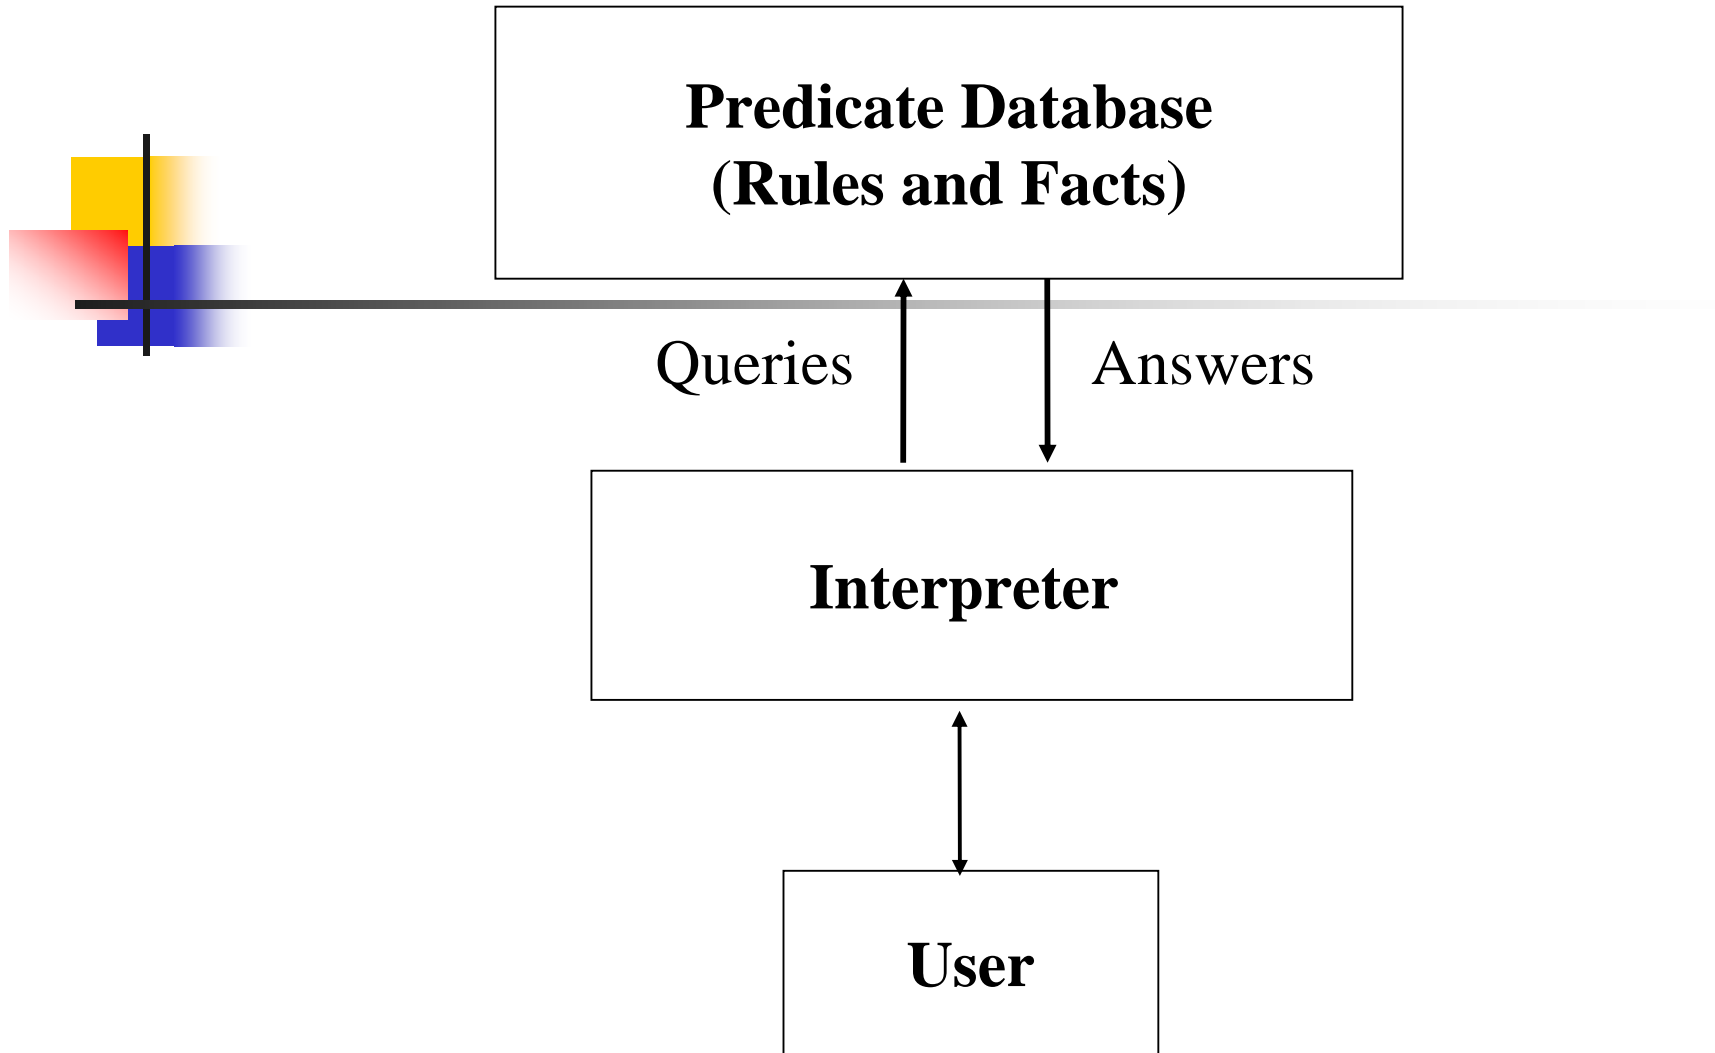 Predicate Database
(Rules and Facts)
Queries
Answers
Interpreter
User